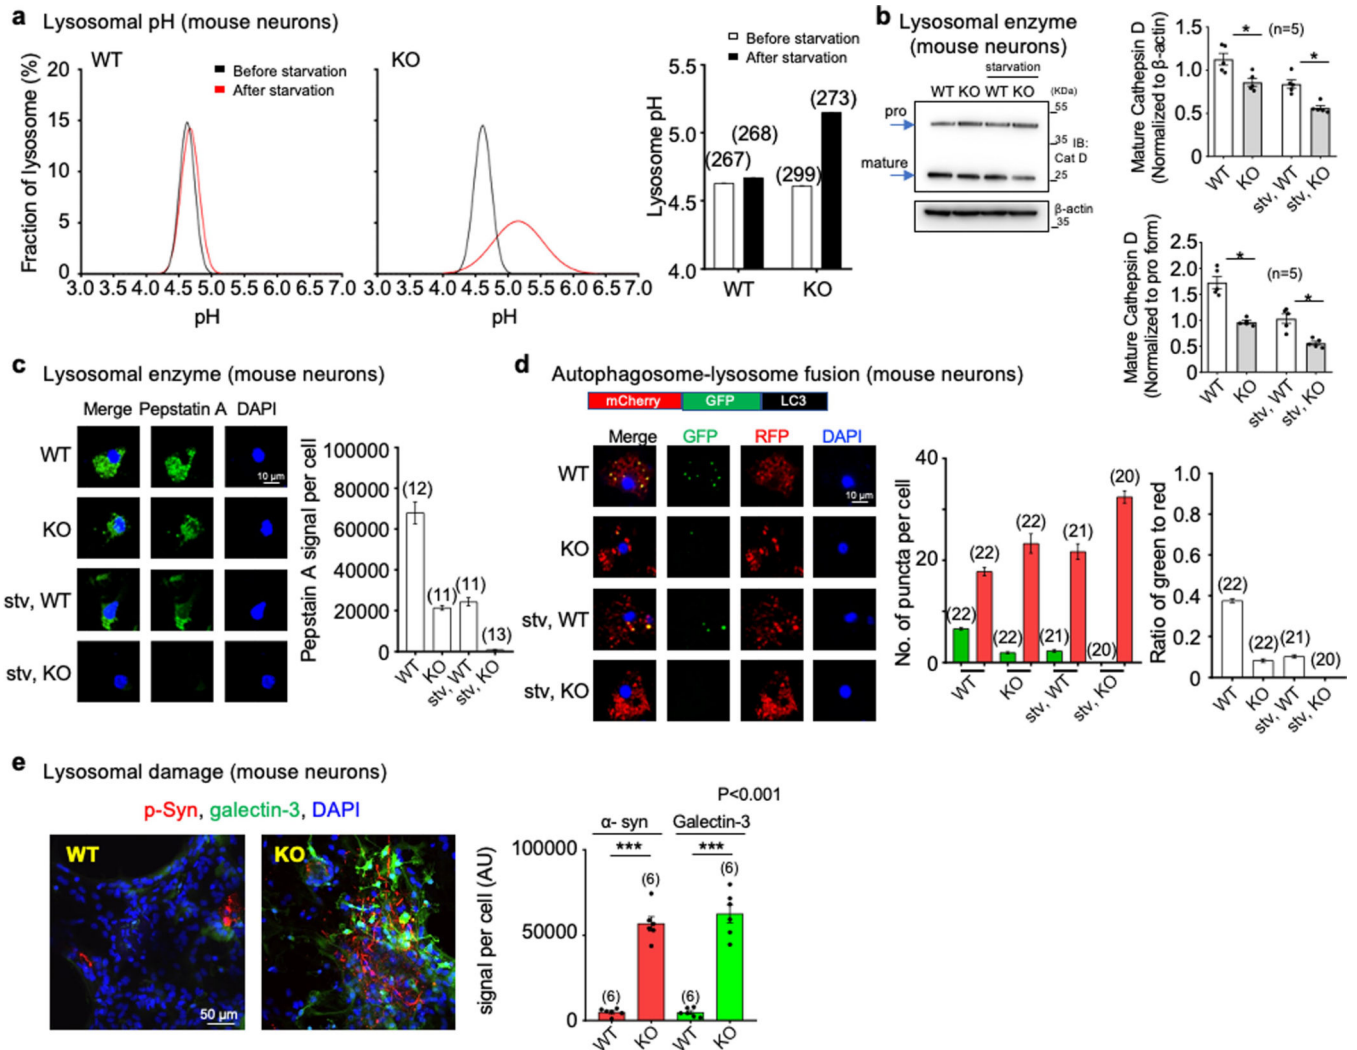 a Lysosomal pH (mouse neurons)
WT
Before starvation
After starvation
KO
Before starvation
After starvation
Fraction of lysosome (%)
20
15
10
5
0
3.0 3.5 4.0 4.5 5.0 5.5 6.0 6.5 7.0
pH
3.0 3.5 4.0 4.5 5.0 5.5 6.0 6.5 7.0
pH
Before starvation
After starvation
Lysosome pH
5.5
5.0
4.5
4.0
(267)
(268)
(299)
(273)
WT KO
b Lysosomal enzyme
(mouse neurons)
starvation
WT KO WT KO
(KDa)
pro
mature
55
35
IB:
Cat D
25
β-actin
35
Mature Cathepsin D
(Normalized to β-actin)
1.5
1.0
0.5
0
* (n=5)
*
WT KO stv, WT stv, KO
Mature Cathepsin D
(Normalized to pro form)
2.5
2.0
1.5
1.0
0.5
0
* (n=5)
*
WT KO stv, WT stv, KO
c Lysosomal enzyme (mouse neurons)
Merge Pepstatin A DAPI
WT
10 µm
KO
stv, WT
stv, KO
Pepstain A signal per cell
100000
80000
60000
40000
20000
0
(12)
(11)
(11)
(13)
WT KO stv, WT stv, KO
d Autophagosome-lysosome fusion (mouse neurons)
mCherry GFP LC3
Merge GFP RFP DAPI
WT
10 µm
KO
stv, WT
stv, KO
No. of puncta per cell
40
20
0
(22)
(22)
(22)
(22)
(21)
(21)
(20)
(20)
WT KO stv, WT stv, KO
Ratio of green to red
1.0
0.8
0.6
0.4
0.2
0
(22)
(22)
(21)
(20)
WT KO stv, WT stv, KO
e Lysosomal damage (mouse neurons)
p-Syn, galectin-3, DAPI
WT
50 µm
KO
P<0.001
α- syn Galectin-3
*** ***
signal per cell (AU)
100000
50000
0
(6)
(6)
(6)
(6)
WT KO WT KO